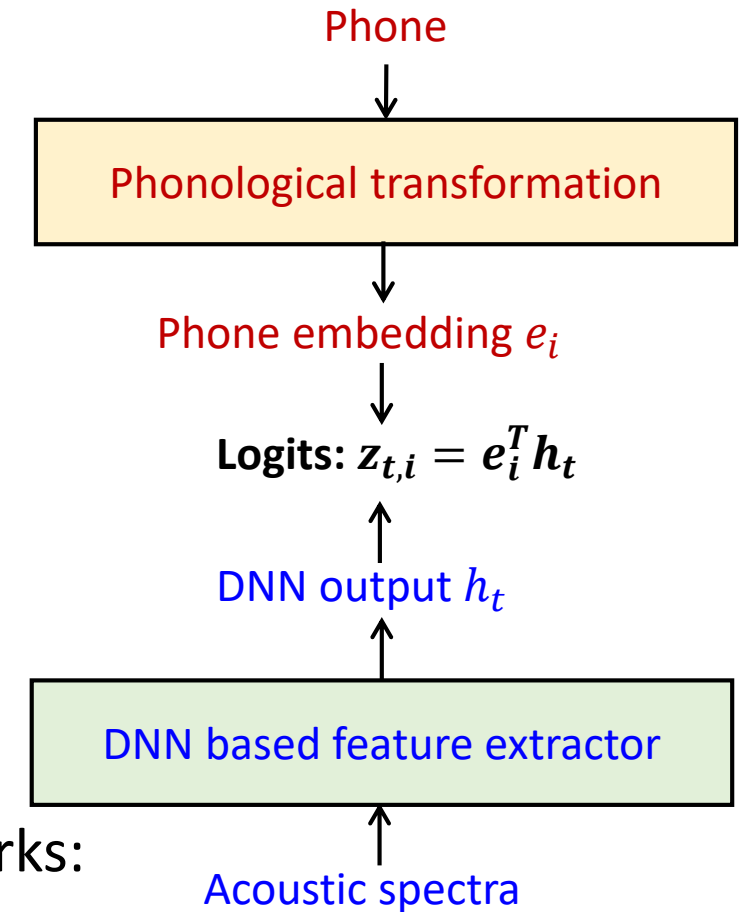 Phone
Phonological transformation
Phone embedding $e_i$
Logits: $z_{t,i} = e_i^T h_t$
DNN output $h_t$
DNN based feature extractor
rks:
Acoustic spectra